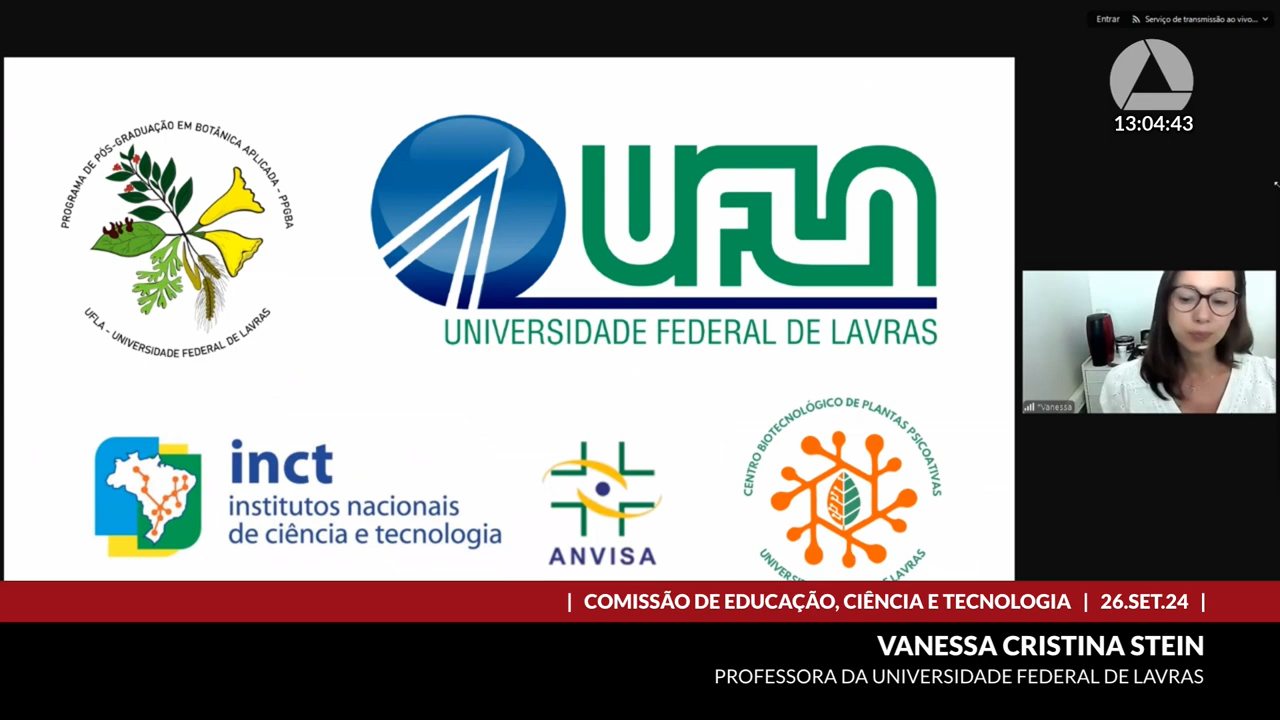 Entrar
Serviço de transmissão ao vivo...
13:04:43
PROGRAMA DE PÓS-GRADUAÇÃO EM BOTÂNICA APLICADA - PPGBA
UFLA - UNIVERSIDADE FEDERAL DE LAVRAS
UFLA
UNIVERSIDADE FEDERAL DE LAVRAS
inct
institutos nacionais
de ciência e tecnologia
ANVISA
CENTRO BIOTECNOLÓGICO DE PLANTAS PSICOATIVAS
LAVRAS
*Vanessa
| COMISSÃO DE EDUCAÇÃO, CIÊNCIA E TECNOLOGIA | 26.SET.24 |
VANESSA CRISTINA STEIN
PROFESSORA DA UNIVERSIDADE FEDERAL DE LAVRAS